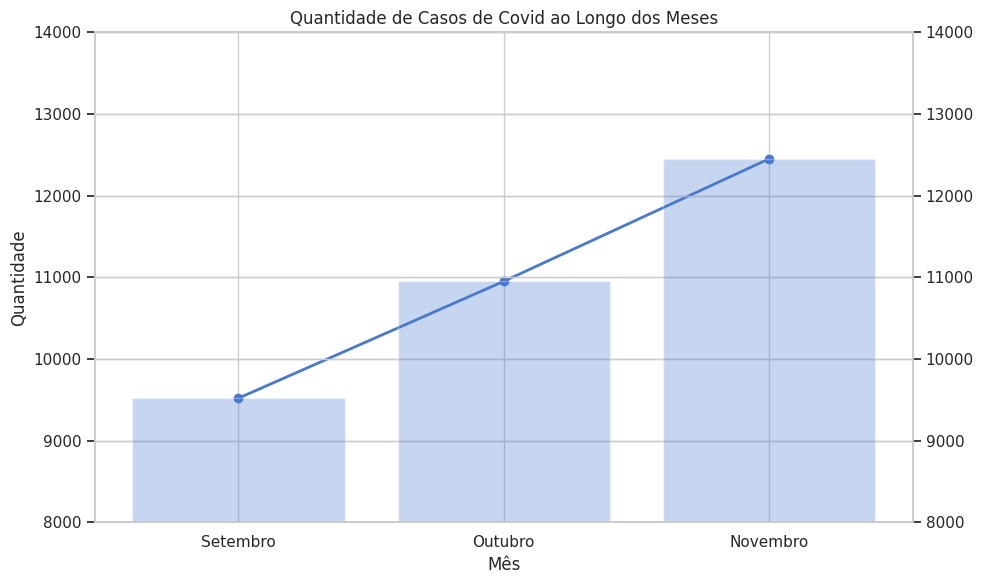 Quantidade de Casos de Covid ao Longo dos Meses
14000
14000
13000
13000
12000
12000
11000
11000
10000
10000
9000
9000
8000
8000
Quantidade
Setembro
Outubro
Novembro
Mês